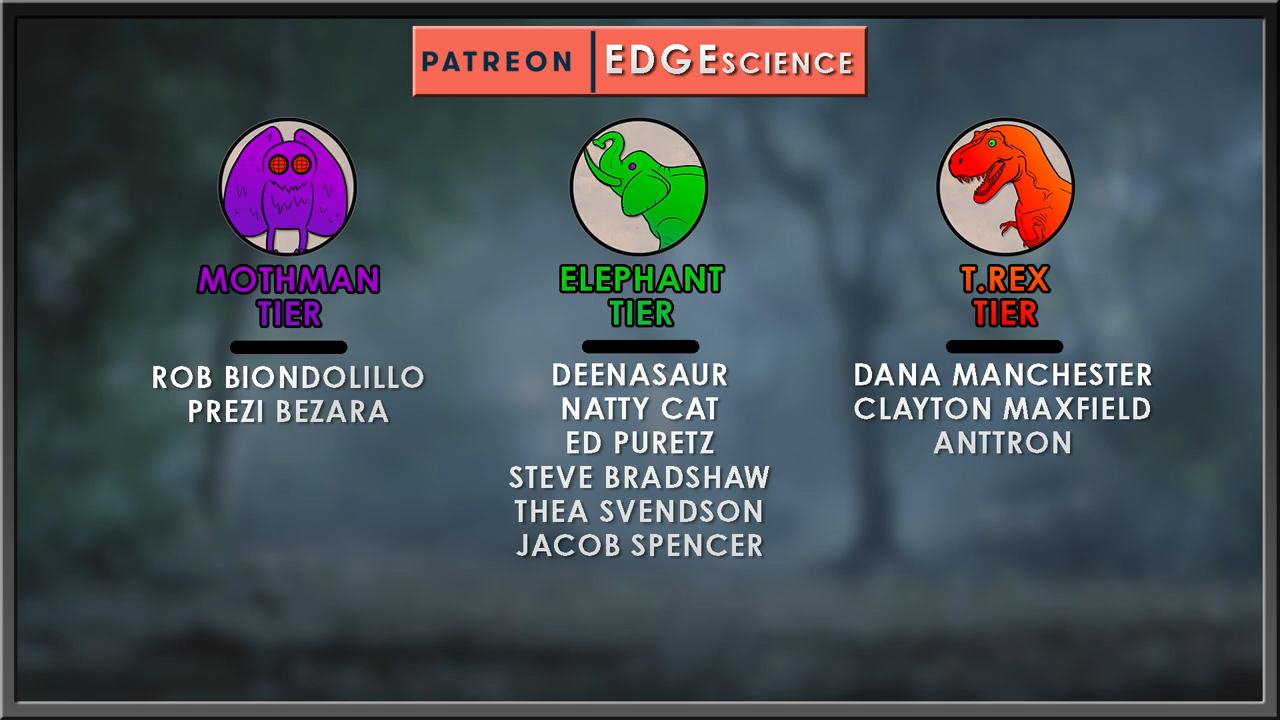 PATREON | EDGESCIENCE
MOTHMAN
TIER
ROB BIONDOLILLO
PREZI BEZARA
ELEPHANT
TIER
DEENASAUR
NATTY CAT
ED PURETZ
STEVE BRADSHAW
THEA SVENDSON
JACOB SPENCER
T.REX
TIER
DANA MANCHESTER
CLAYTON MAXFIELD
ANTTRON